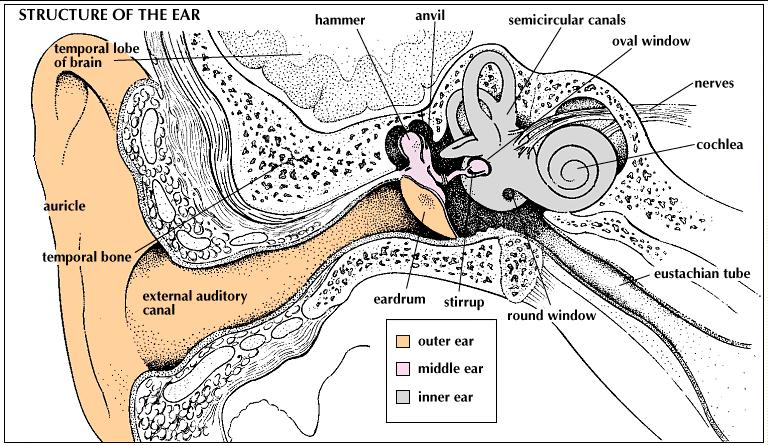 STRUCTURE OF THE EAR
hammer
anvil
semicircular canals
oval window
temporal lobe
of brain
nerves
cochlea
auricle
temporal bone
external auditory
canal
eardrum
stirrup
round window
eustachian tube
outer ear
middle ear
inner ear